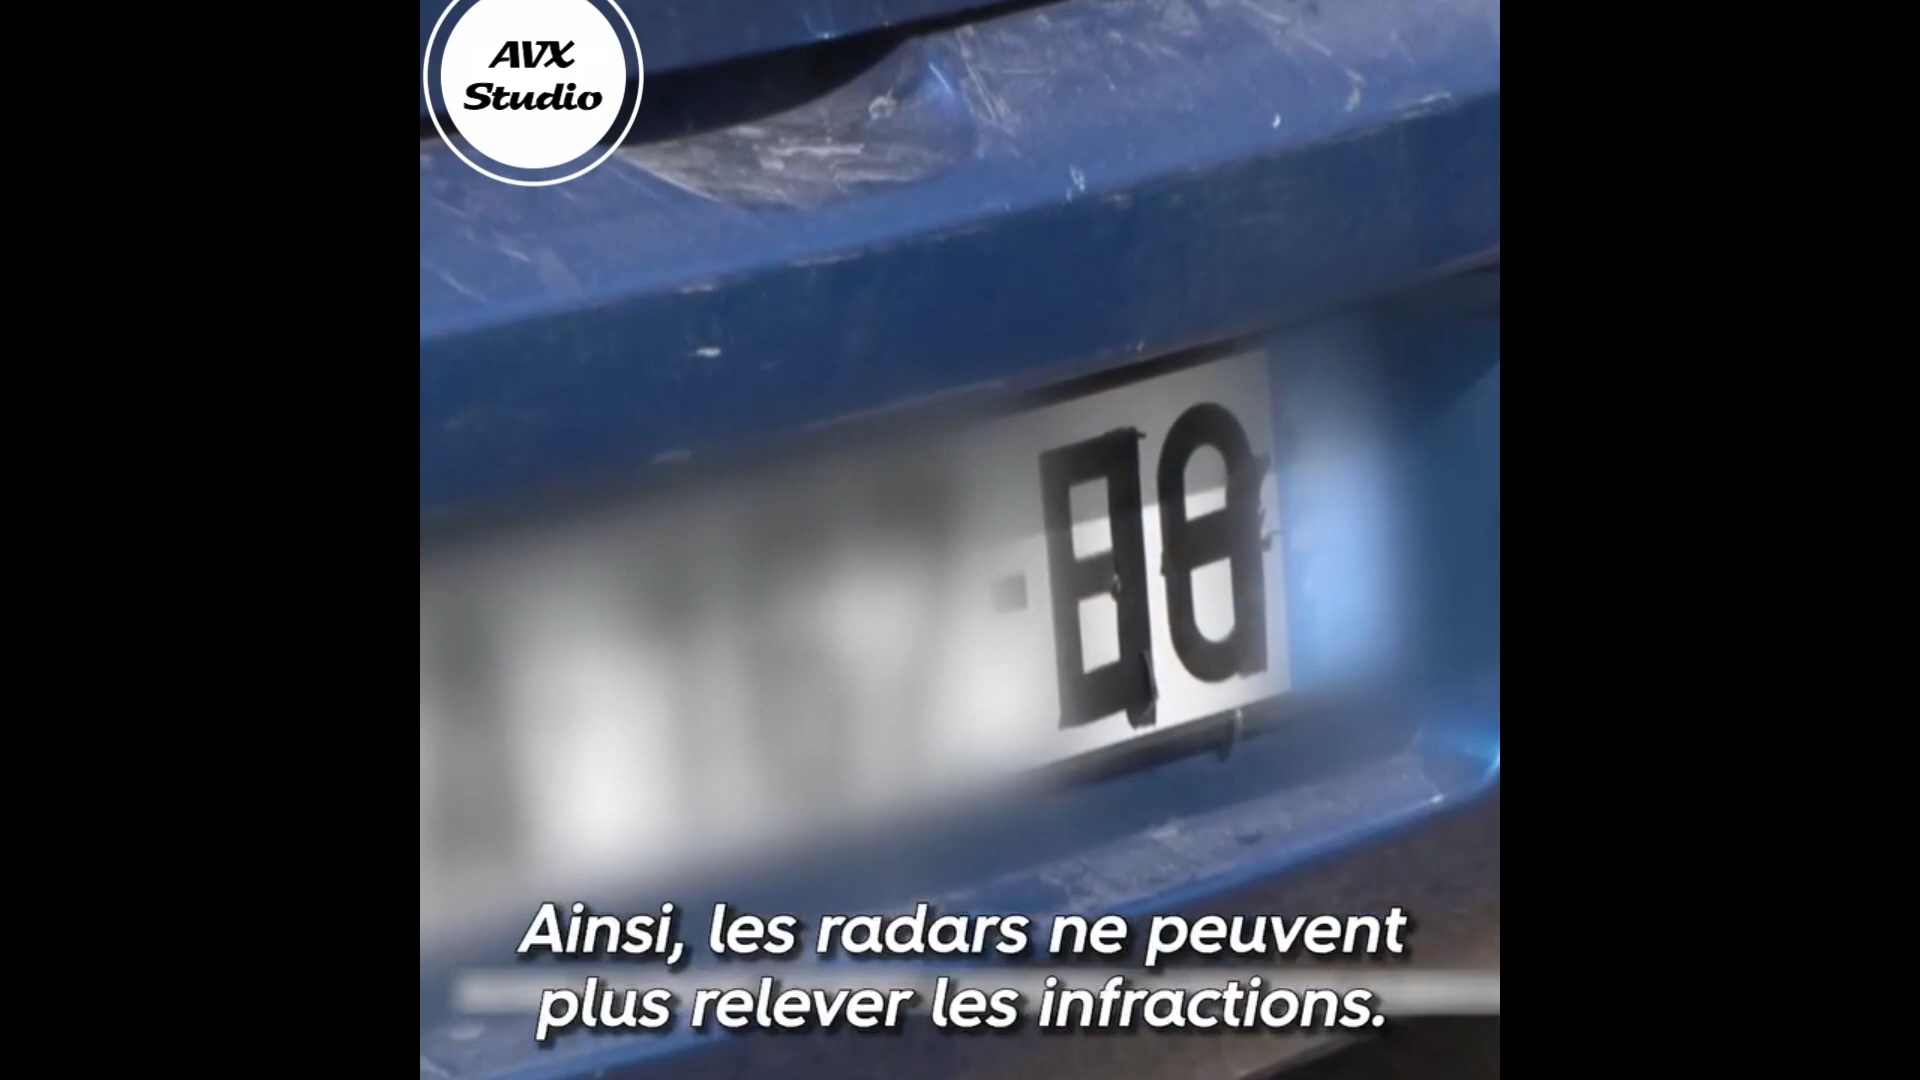 AVX
Studio
Ainsi, les radars ne peuvent
plus relever les infractions.